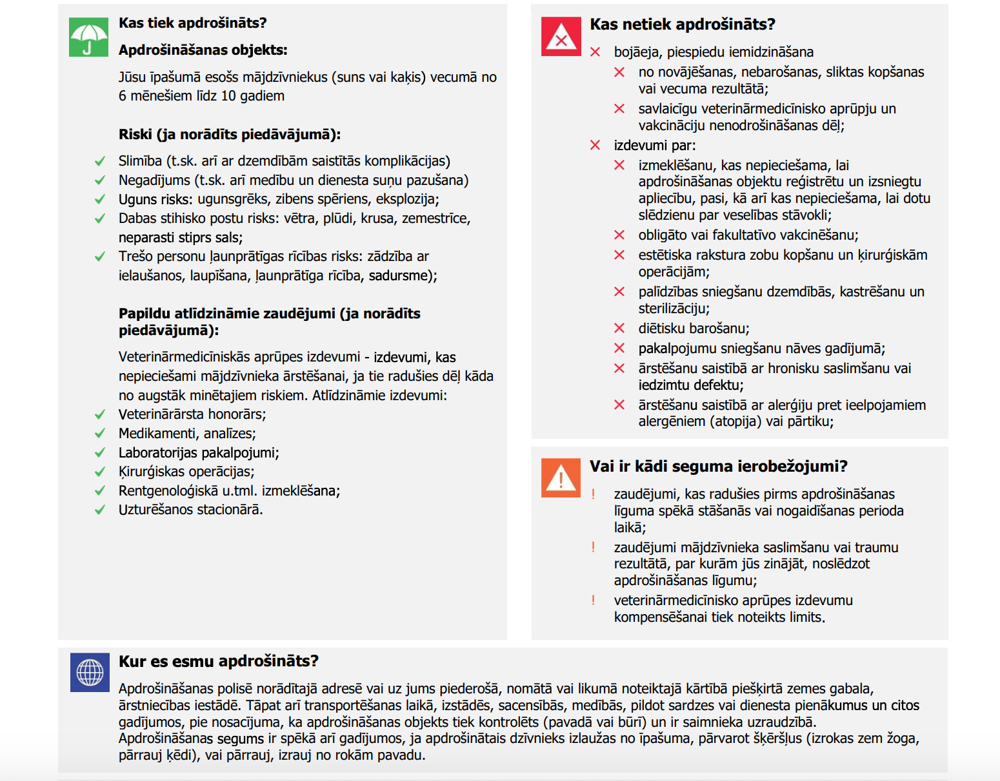 Kas tiek apdrošināts?
Apdrošināšanas objekts:
Jūsu īpašumā esošs mājdzīvniekus (suns vai kaķis) vecumā no
6 mēnešiem līdz 10 gadiem
Riski (ja norādīts piedāvājumā):
Slimība (t.sk. arī ar dzemdībām saistītās komplikācijas)
Negadījums (t.sk. arī medību un dienesta suņu pazušana)
Uguns risks: ugunsgrēks, zibens spēriens, eksplozija;
Dabas stihisko postu risks: vētra, plūdi, krusa, zemestrīce,
neparasti stiprs sals;
Trešo personu ļaunprātīgas rīcības risks: zādzība ar
ielaušanos, laupīšana, ļaunprātīga rīcība, sadursme);
Papildu atlīdzināmie zaudējumi (ja norādīts
piedāvājumā):
Veterinārmedicīniskās aprūpes izdevumi - izdevumi, kas
nepieciešami mājdzīvnieka ārstēšanai, ja tie radušies dēļ kāda
no augstāk minētajiem riskiem. Atlīdzināmie izdevumi:
Veterinārārsta honorārs;
Medikamenti, analīzes;
Laboratorijas pakalpojumi;
Ķirurģiskas operācijas;
Rentgenoloģiskā u.tml. izmeklēšana;
Uzturēšanos stacionārā.
Kas netiek apdrošināts?
bojāeja, piespiedu iemidzināšana
no novājēšanas, nebarošanas, sliktas kopšanas
vai vecuma rezultātā;
savlaicīgu veterinārmedicīnisko aprūpju un
vakcināciju nenodrošināšanas dēļ;
izdevumi par:
izmeklēšanu, kas nepieciešama, lai
apdrošināšanas objektu reģistrētu un izsniegtu
apliecību, pasi, kā arī kas nepieciešama, lai dotu
slēdzienu par veselības stāvokli;
obligāto vai fakultatīvo vakcinēšanu;
estētiska rakstura zobu kopšanu un ķirurģiskām
operācijām;
palīdzības sniegšanu dzemdībās, kastrēšanu un
sterilizāciju;
diētisku barošanu;
pakalpojumu sniegšanu nāves gadījumā;
ārstēšanu saistībā ar hronisku saslimšanu vai
iedzimtu defektu;
ārstēšanu saistībā ar alerģiju pret ieelpojamiem
alergēniem (atopija) vai pārtiku;
Vai ir kādi seguma ierobežojumi?
! zaudējumi, kas radušies pirms apdrošināšanas
līguma spēkā stāšanās vai nogaidīšanas perioda
laikā;
! zaudējumi mājdzīvnieka saslimšanu vai traumu
rezultātā, par kurām jūs zinājāt, noslēdzot
apdrošināšanas līgumu;
! veterinārmedicīnisko aprūpes izdevumu
kompensēšanai tiek noteikts limits.
Kur es esmu apdrošināts?
Apdrošināšanas polisē norādītajā adresē vai uz jums piederošā, nomātā vai likumā noteiktajā kārtībā piešķirtā zemes gabala,
ārstniecības iestādē. Tāpat arī transportēšanas laikā, izstādēs, sacensībās, medībās, pildot sardzes vai dienesta pienākumus un citos
gadījumos, pie nosacījuma, ka apdrošināšanas objekts tiek kontrolēts (pavadā vai būrī) un ir saimnieka uzraudzībā.
Apdrošināšanas segums ir spēkā arī gadījumos, ja apdrošinātais dzīvnieks izlaužas no īpašuma, pārvarot šķēršļus (izrokas zem žoga,
pārrauj ķēdi), vai pārrauj, izrauj no rokām pavadu.